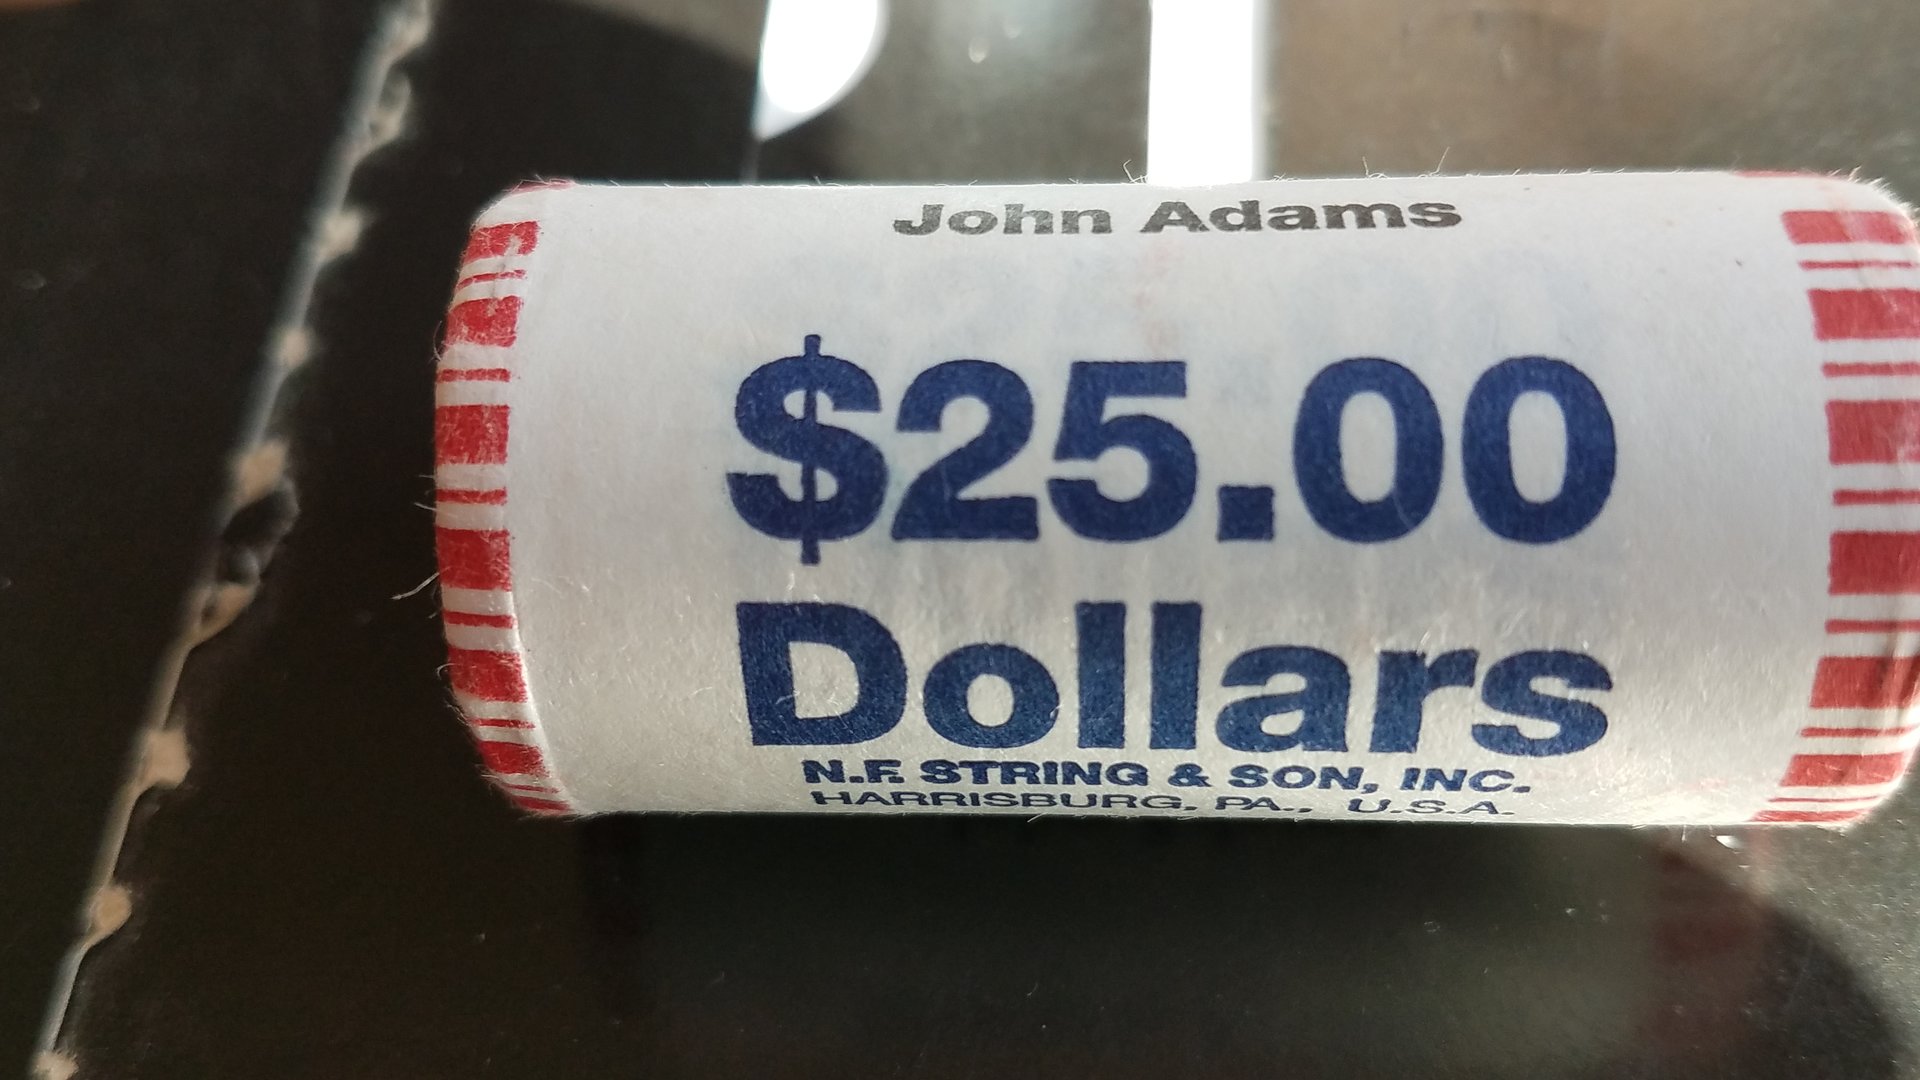 John Adams
$25.00
Dollars
N.F. STRING & SON, INC.
HARRISBURG, PA., U.S.A.